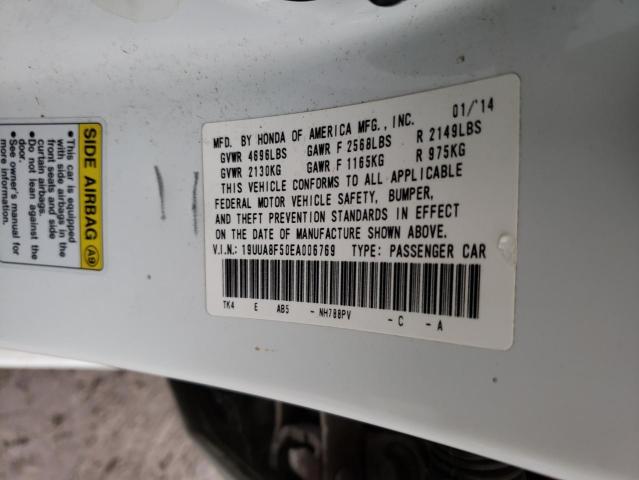 SIDE AIRBAG A9
• This car is equipped
with side airbags in the
front seats and side
curtain airbags.
• Do not lean against the
door.
• See owner's manual for
more information.
MFD. BY HONDA OF AMERICA MFG., INC. 01/'14
GVWR 4696LBS GAWR F 2568LBS R 2149LBS
GVWR 2130KG GAWR F 1165KG R 975KG
THIS VEHICLE CONFORMS TO ALL APPLICABLE
FEDERAL MOTOR VEHICLE SAFETY, BUMPER,
AND THEFT PREVENTION STANDARDS IN EFFECT
ON THE DATE OF MANUFACTURE SHOWN ABOVE.
V.I.N.: 19UUA8F50EA006769 TYPE: PASSENGER CAR
TK4 E AB5 - NH788PV - C - A